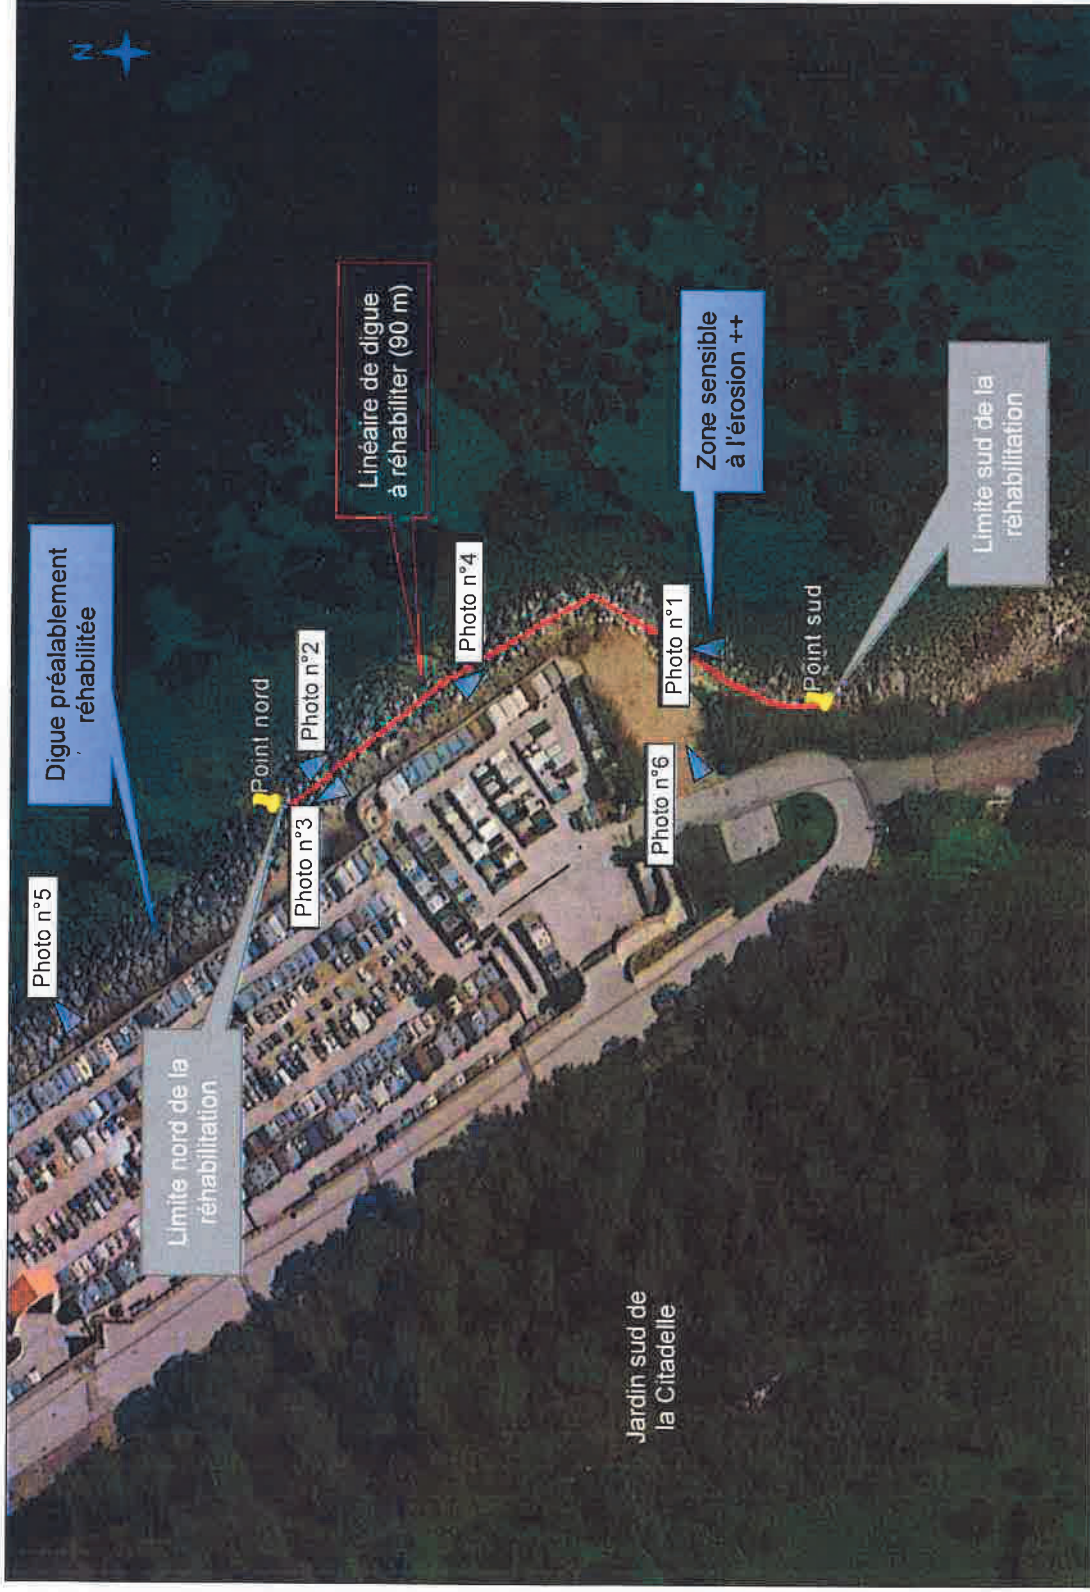 N
Photo n°5
Digue préalablement
réhabilitée
Point nord
Photo n°2
Photo n°3
Limite nord de la
réhabilitation
Linéaire de digue
à réhabiliter (90 m)
Photo n°4
Photo n°1
Photo n°6
Zone sensible
à l'érosion ++
Point sud
Limite sud de la
réhabilitation
Jardin sud de
la Citadelle